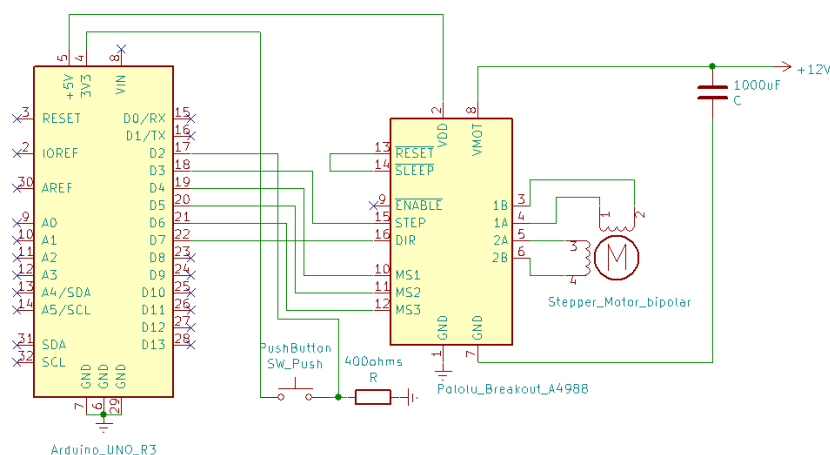 5
4
8
+5V
3V3
VIN
3
RESET
D0/RX
15
D1/TX
16
2
IOREF
D2
17
D3
18
30
AREF
D4
19
D5
20
9
A0
D6
21
10
A1
D7
22
11
A2
D8
23
12
A3
D9
24
13
A4/SDA
D10
25
14
A5/SCL
D11
26
D12
27
31
SDA
D13
28
32
SCL
GND
GND
GND
7
6
29
Arduino_UNO_R3
2
8
VDD
VMOT
13
RESET
14
SLEEP
9
ENABLE
15
STEP
16
DIR
10
MS1
11
MS2
12
MS3
1B
3
1A
4
2A
5
2B
6
GND
GND
1
7
Pololu_Breakout_A4988
PushButton
SW_Push
400ohms
R
+12V
1000uF
C
1
2
3
4
M
Stepper_Motor_bipolar